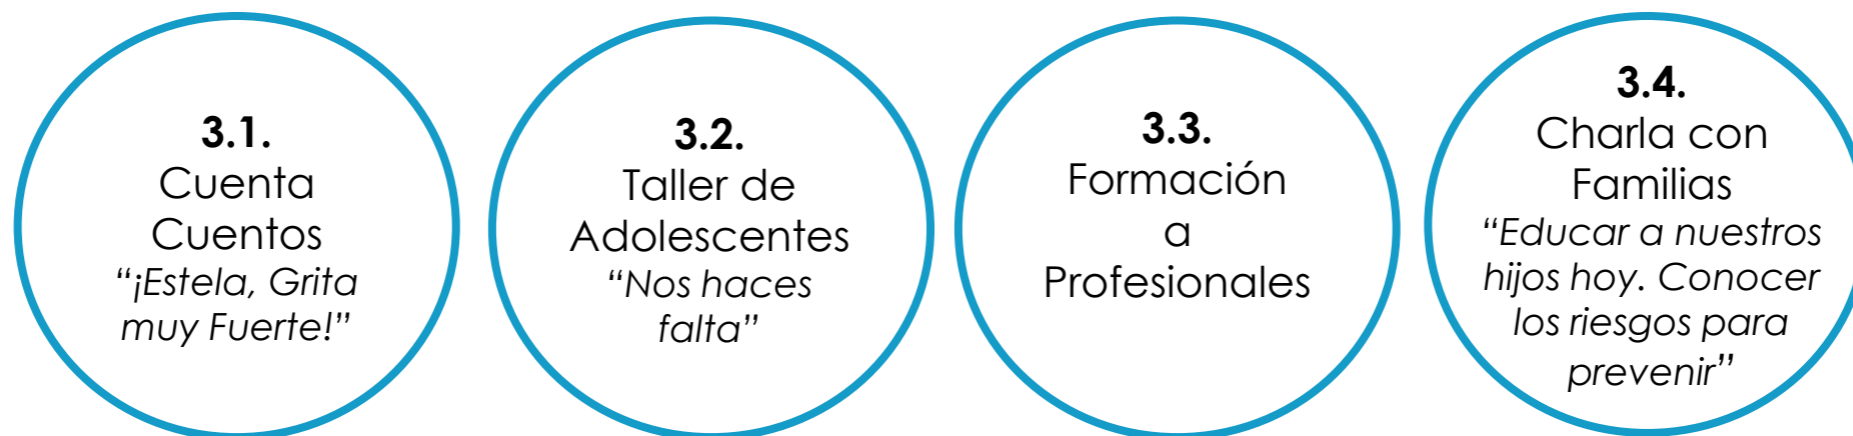 3.1.
Cuenta
Cuentos
“¡Estela, Grita
muy Fuerte!”
3.2.
Taller de
Adolescentes
“Nos haces
falta”
3.3.
Formación
a
Profesionales
3.4.
Charla con
Familias
“Educar a nuestros
hijos hoy. Conocer
los riesgos para
prevenir”